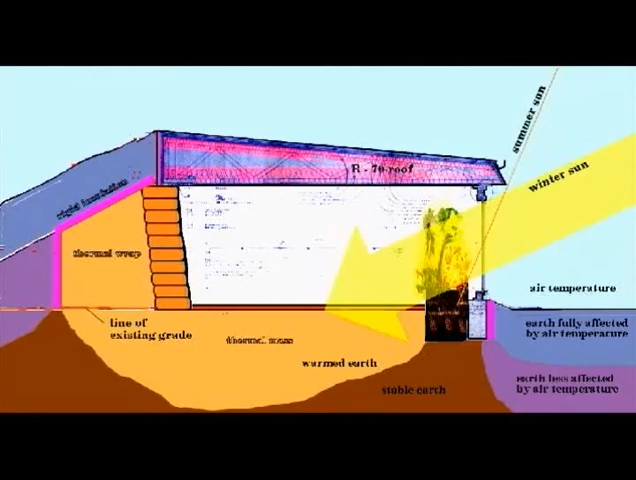 summer sun
R - 70 roof
winter sun
rigid insulation
thermal wrap
air temperature
line of
existing grade
earth fully affected
by air temperature
thermal mass
warmed earth
earth less affected
by air temperature
stable earth